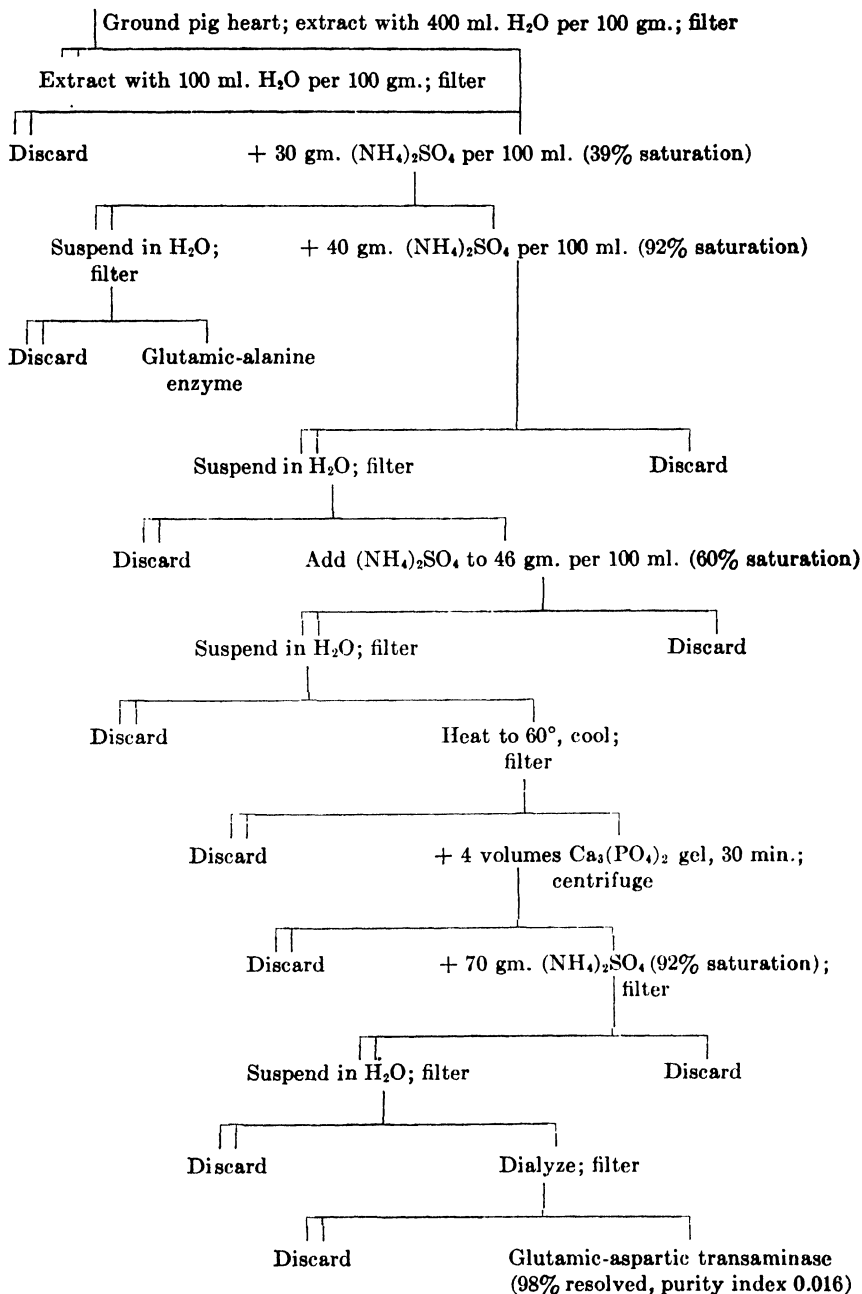 Ground pig heart; extract with 400 ml. H₂O per 100 gm.; filter
Extract with 100 ml. H₂O per 100 gm.; filter
Discard
+ 30 gm. (NH₄)₂SO₄ per 100 ml. (39% saturation)
Suspend in H₂O;
filter
+ 40 gm. (NH₄)₂SO₄ per 100 ml. (92% saturation)
Discard
Glutamic-alanine
enzyme
Suspend in H₂O; filter
Discard
Discard
Add (NH₄)₂SO₄ to 46 gm. per 100 ml. (60% saturation)
Suspend in H₂O; filter
Discard
Discard
Heat to 60°, cool;
filter
Discard
+ 4 volumes Ca₃(PO₄)₂ gel, 30 min.;
centrifuge
Discard
+ 70 gm. (NH₄)₂SO₄ (92% saturation);
filter
Suspend in H₂O; filter
Discard
Discard
Dialyze; filter
Discard
Glutamic-aspartic transaminase
(98% resolved, purity index 0.016)